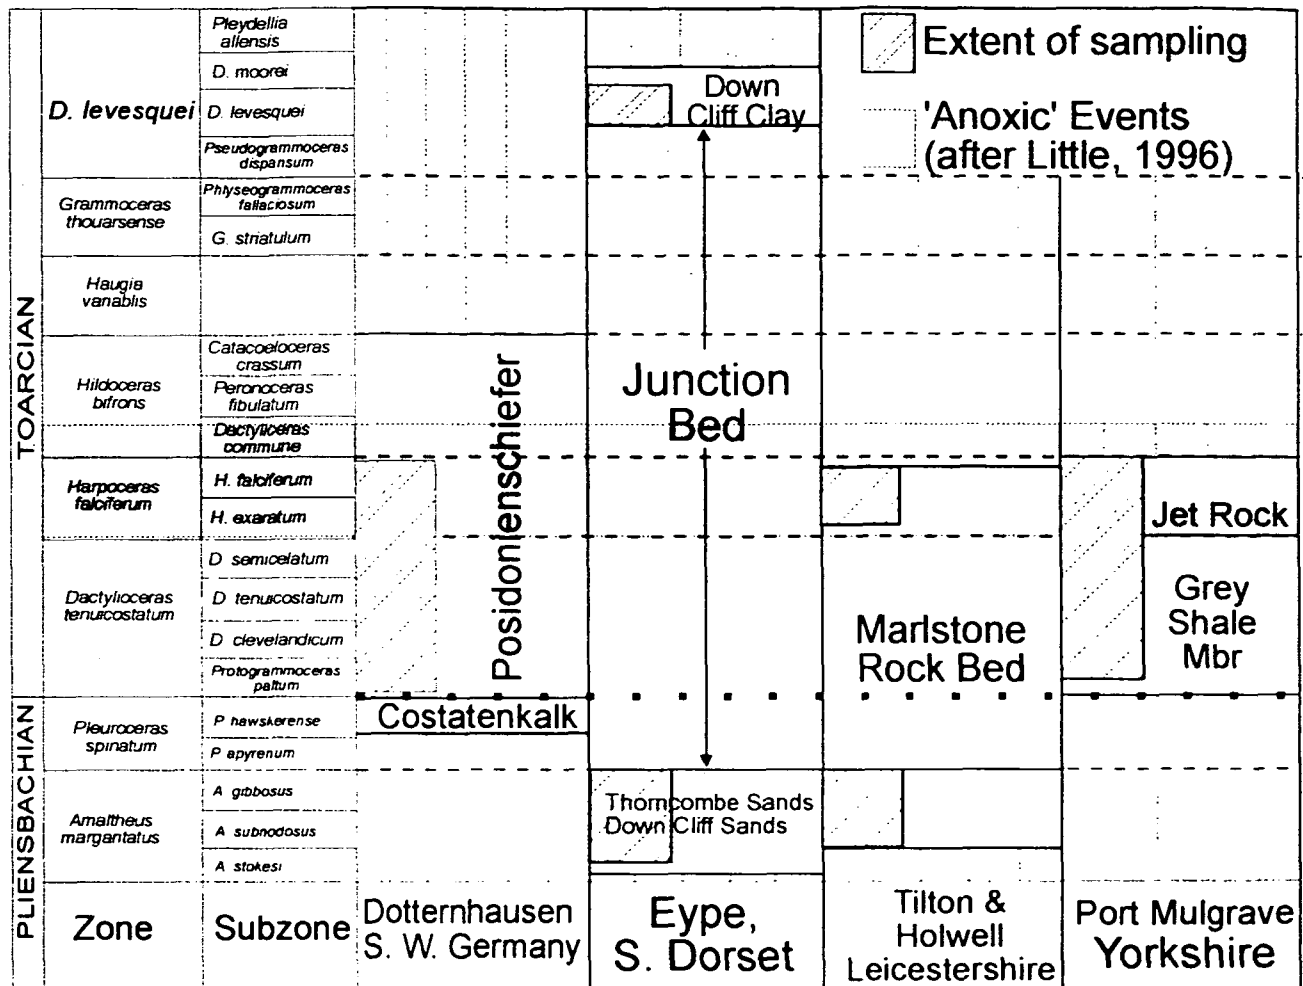 Extent of sampling
'Anoxic' Events
(after Little, 1996)
TOARCIAN
PLIENSBACHIAN
D. levesquei
Pleydellia
allensis
D. moorei
D. levesquei
Pseudogrammoceras
dispansum
Grammoceras
thouarsense
Phlyseogrammoceras
fallaciosum
G. striatulum
Haugia
vanablis
Hildoceras
bifrons
Catacoeloceras
crassum
Peronoceras
fibulatum
Dactylioceras
commune
Harpoceras
falciferum
H. falciferum
H. exaratum
Dactylioceras
tenuicostatum
D semicelatum
D tenuicostatum
D clevelandicum
Protogrammoceras
paltum
Pleuroceras
spinatum
P hawskerense
P apyrenum
Amaltheus
margaritatus
A gibbosus
A subnodosus
A stokesi
Posidonienschiefer
Costatenkalk
Down
Cliff Clay
Junction
Bed
Thorncombe Sands
Down Cliff Sands
Marlstone
Rock Bed
Jet Rock
Grey
Shale
Mbr
Zone
Subzone
Dotternhausen
S. W. Germany
Eype,
S. Dorset
Tilton &
Holwell
Leicestershire
Port Mulgrave
Yorkshire